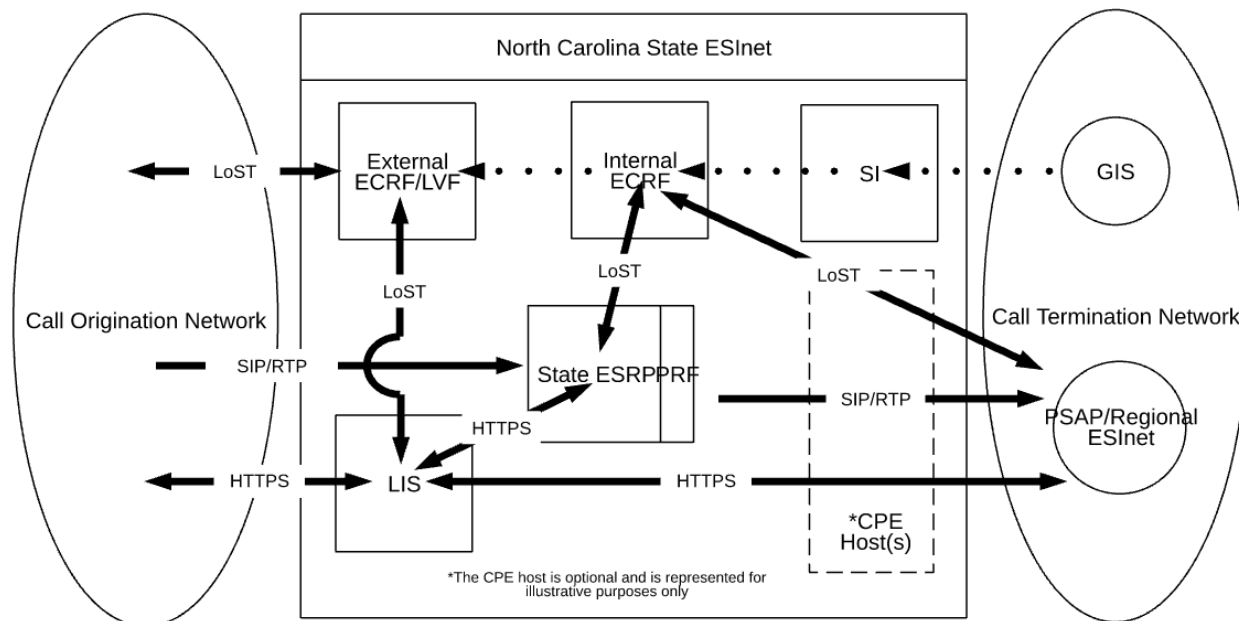 North Carolina State ESInet
LoST
External
ECRF/LVF
Internal
ECRF
SI
GIS
LoST
LoST
LoST
Call Origination Network
Call Termination Network
SIP/RTP
State ESRP
PRF
SIP/RTP
PSAP/Regional
ESInet
HTTPS
HTTPS
LIS
HTTPS
*CPE
Host(s)
*The CPE host is optional and is represented for
illustrative purposes only